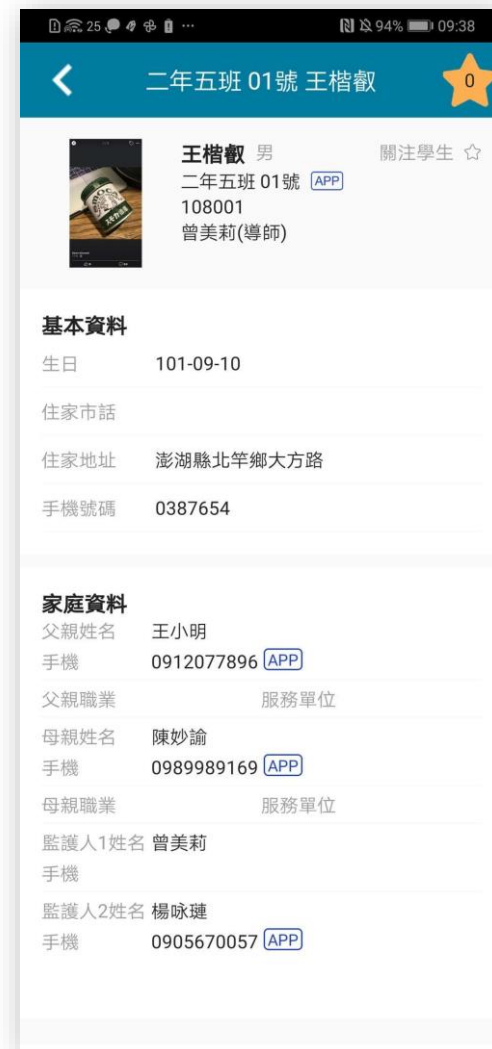 25 ... 94% 09:38
二年五班 01號 王楷叡 0
王楷叡 男 關注學生
二年五班 01號 APP
108001
曾美莉(導師)
基本資料
生日 101-09-10
住家市話
住家地址 澎湖縣北竿鄉大方路
手機號碼 0387654
家庭資料
父親姓名 王小明
手機 0912077896 APP
父親職業 服務單位
母親姓名 陳妙諭
手機 0989989169 APP
母親職業 服務單位
監護人1姓名 曾美莉
手機
監護人2姓名 楊咏琏
手機 0905670057 APP